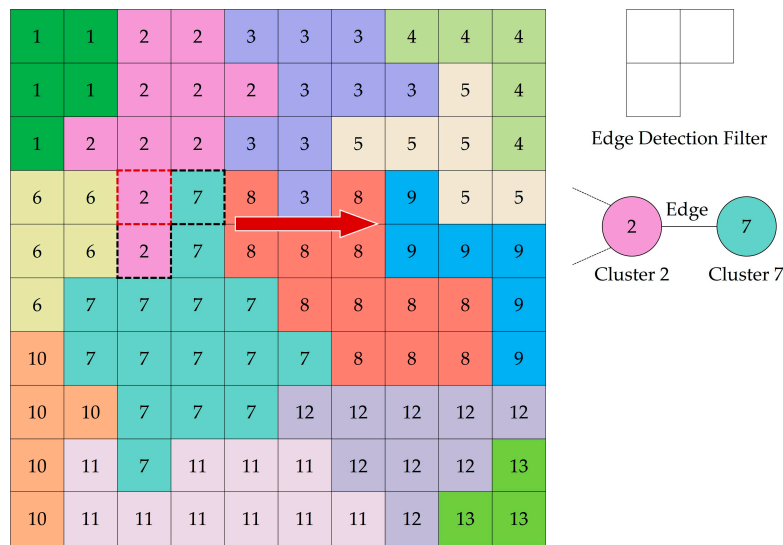 1 1 2 2 3 3 3 4 4 4
1 1 2 2 2 3 3 3 5 4
1 2 2 2 3 3 5 5 5 4
Edge Detection Filter
6 6 2 7 8 3 8 9 5 5
6 6 2 7 8 8 8 9 9 9
2 Edge 7
Cluster 2 Cluster 7
6 7 7 7 7 8 8 8 8 9
10 7 7 7 7 7 8 8 8 9
10 10 7 7 7 12 12 12 12 12
10 11 7 11 11 11 12 12 12 13
10 11 11 11 11 11 11 12 13 13